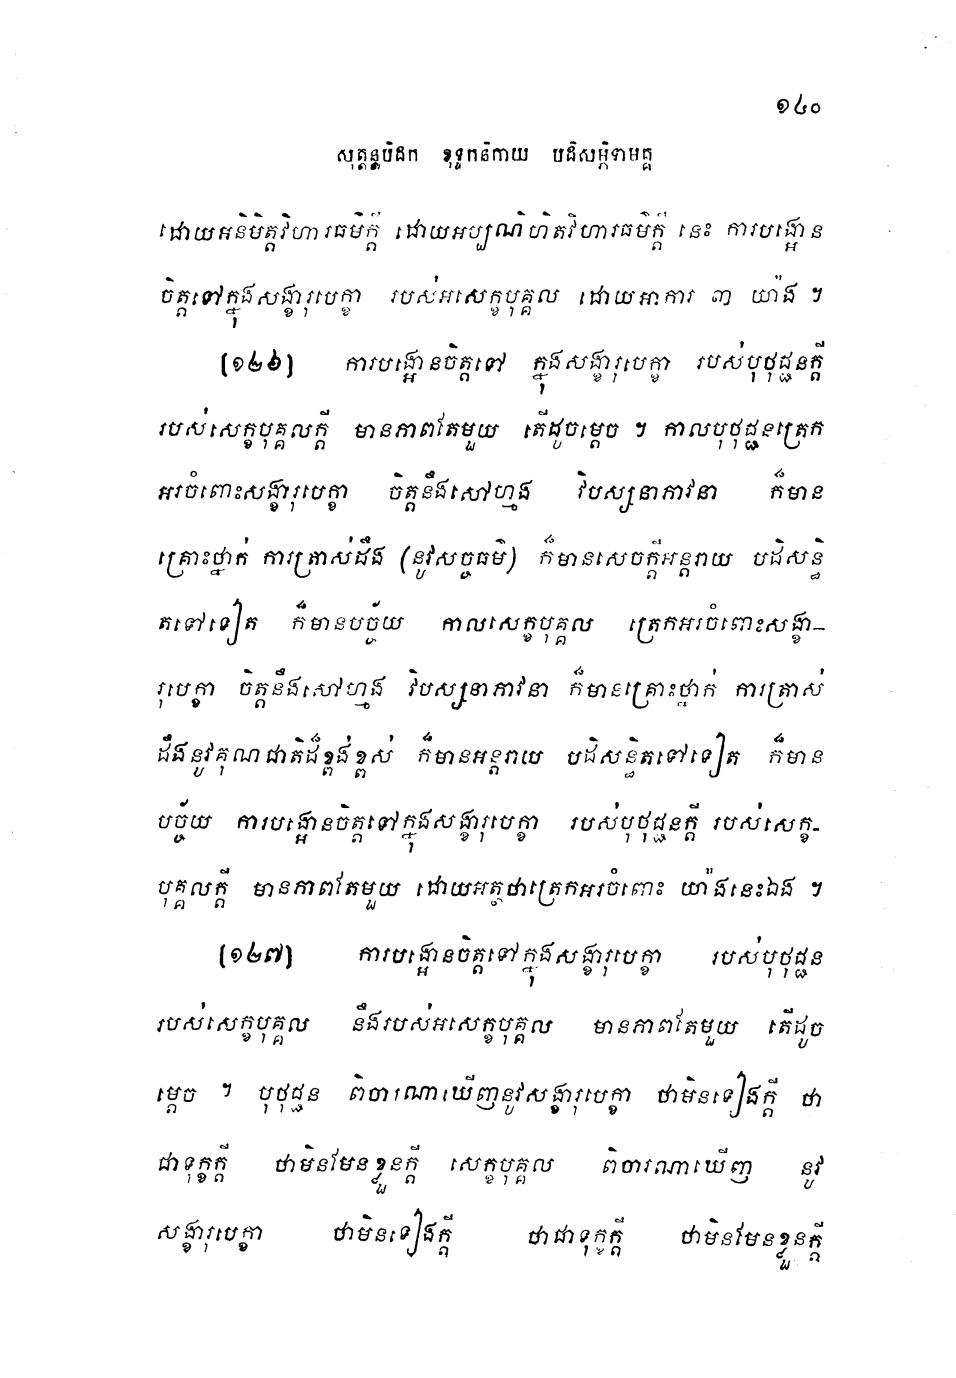 ១៤០
សុត្តន្តបិដក ខុទ្ទកនិកាយ បដិសម្ភិទាមគ្គ
ដោយអនិមិត្តវិហារធម៌ក្តី ដោយអប្បណិហិតវិហារធម៌ក្តី នេះ ការបង្អោន
ចិត្តទៅក្នុងសង្ខារុបេក្ខា របស់អសេក្ខបុគ្គល ដោយអាការ ៣ យ៉ាង ។
(១៤៦) ការបង្អោនចិត្តទៅ ក្នុងសង្ខារុបេក្ខា របស់បុថុជ្ជនក្តី
របស់សេក្ខបុគ្គលក្តី មានភាពតែមួយ តើដូចម្តេច ។ កាលបុថុជ្ជនត្រេក
អរចំពោះសង្ខារុបេក្ខា ចិត្តនឹងសៅហ្មង វិបស្សនាភាវនា ក៏មាន
គ្រោះថ្នាក់ ការត្រាស់ដឹង (នូវសច្ចធម៌) ក៏មានសេចក្តីអន្តរាយ បដិសន្ធិ
តទៅទៀត ក៏មានបច្ច័យ កាលសេក្ខបុគ្គល ត្រេកអរចំពោះសង្ខា-
រុបេក្ខា ចិត្តនឹងសៅហ្មង វិបស្សនាភាវនា ក៏មានគ្រោះថ្នាក់ ការត្រាស់
ដឹងនូវគុណជាតិដ៏ខ្ពង់ខ្ពស់ ក៏មានអន្តរាយ បដិសន្ធិតទៅទៀត ក៏មាន
បច្ច័យ ការបង្អោនចិត្តទៅក្នុងសង្ខារុបេក្ខា របស់បុថុជ្ជនក្តី របស់សេក្ខ-
បុគ្គលក្តី មានភាពតែមួយ ដោយអត្ថថាត្រេកអរចំពោះ យ៉ាងនេះឯង ។
(១៤៧) ការបង្អោនចិត្តទៅក្នុងសង្ខារុបេក្ខា របស់បុថុជ្ជន
របស់សេក្ខបុគ្គល នឹងរបស់អសេក្ខបុគ្គល មានភាពតែមួយ តើដូច
ម្តេច ។ បុថុជ្ជន ពិចារណាឃើញនូវសង្ខារុបេក្ខា ថាមិនទៀងក្តី ថា
ជាទុក្ខក្តី ថាមិនមែនខ្លួនក្តី សេក្ខបុគ្គល ពិចារណាឃើញ នូវ
សង្ខារុបេក្ខា ថាមិនទៀងក្តី ថាជាទុក្ខក្តី ថាមិនមែនខ្លួនក្តី